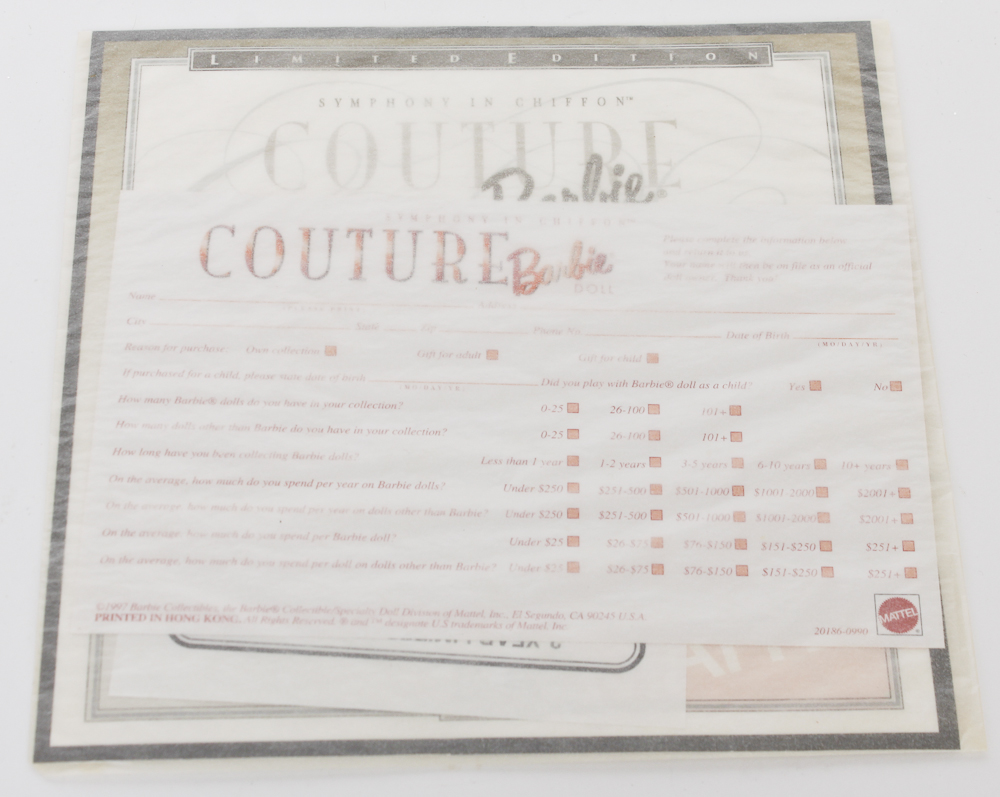 LIMITED EDITION
SYMPHONY IN CHIFFON™
COUTURE
Barbie
SYMPHONY IN CHIFFON™
COUTURE Barbie
DOLL
Please complete the information below
and return it to us!
Your name will then be on file as an official
doll owner. Thank you!
Name
City State Zip Phone No. Date of Birth
(MO/DAY/YR)
Reason for purchase: Own collection Gift for adult Gift for child
If purchased for a child, please state date of birth Did you play with Barbie® doll as a child? Yes No
(MO/DAY/YR)
How many Barbie® dolls do you have in your collection? 0-25 26-100 101+
How many dolls other than Barbie do you have in your collection? 0-25 26-100 101+
How long have you been collecting Barbie dolls? Less than 1 year 1-2 years 3-5 years 6-10 years 10+ years
On the average, how much do you spend per year on Barbie dolls? Under $250 $251-500 $501-1000 $1001-2000 $2001+
On the average, how much do you spend per year on dolls other than Barbie? Under $250 $251-500 $501-1000 $1001-2000 $2001+
On the average, how much do you spend per Barbie doll? Under $25 $26-$75 $76-$150 $151-$250 $251+
On the average, how much do you spend per doll on dolls other than Barbie? Under $25 $26-$75 $76-$150 $151-$250 $251+
©1997 Barbie Collectibles, the Barbie® Collectible/Specialty Doll Division of Mattel, Inc., El Segundo, CA 90245 U.S.A.
PRINTED IN HONG KONG. All Rights Reserved. ® and ™ designate U.S trademarks of Mattel, Inc.
20186-0990
MATTEL